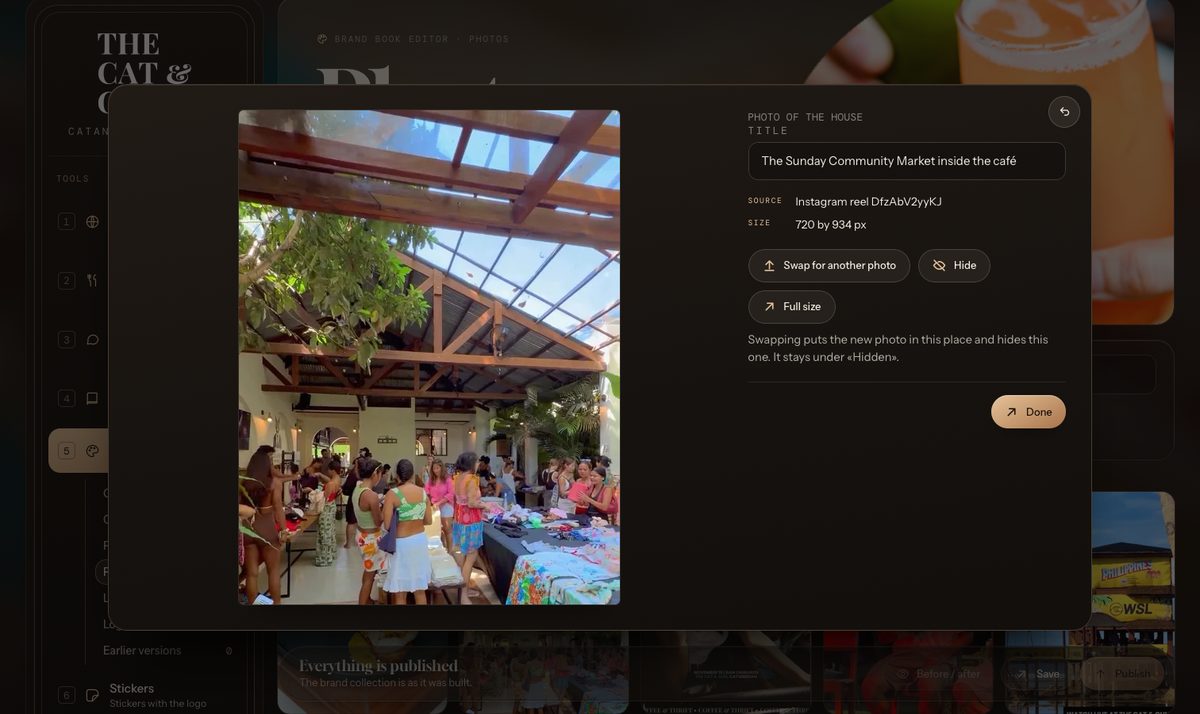 THE
CAT &
BRAND BOOK EDITOR · PHOTOS
TOOLS
1
2
3
4
5
PHOTO OF THE HOUSE
TITLE
The Sunday Community Market inside the café
SOURCE Instagram reel DfzAbV2yyKJ
SIZE 720 by 934 px
Swap for another photo
Hide
Full size
Swapping puts the new photo in this place and hides this
one. It stays under «Hidden».
Done
PHILIPPINES
GWSL
Earlier versions 0
6
Stickers
Stickers with the logo
Everything is published
The brand collection is as it was built.
Before / after
Save
Publish